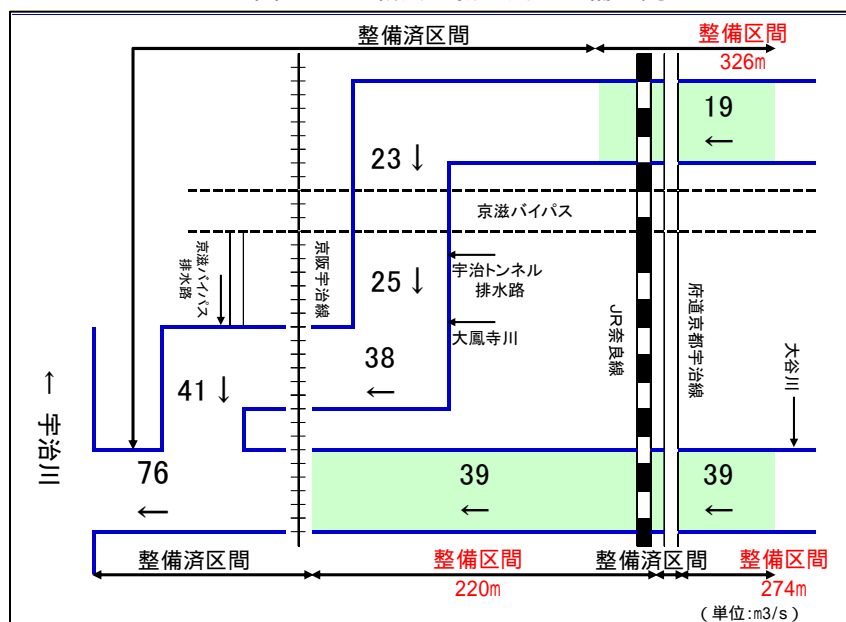 整備済区間
整備区間
326m
19
←
23 ↓
京滋バイパス
京滋バイパス
排水路
京阪宇治線
25 ↓
宇治トンネル
排水路
大鳳寺川
JR奈良線
府道京都宇治線
大谷川
38
←
41 ↓
← 宇治川
76
←
39
←
39
←
整備済区間
整備区間
220m
整備済区間
整備区間
274m
（単位:m3/s）